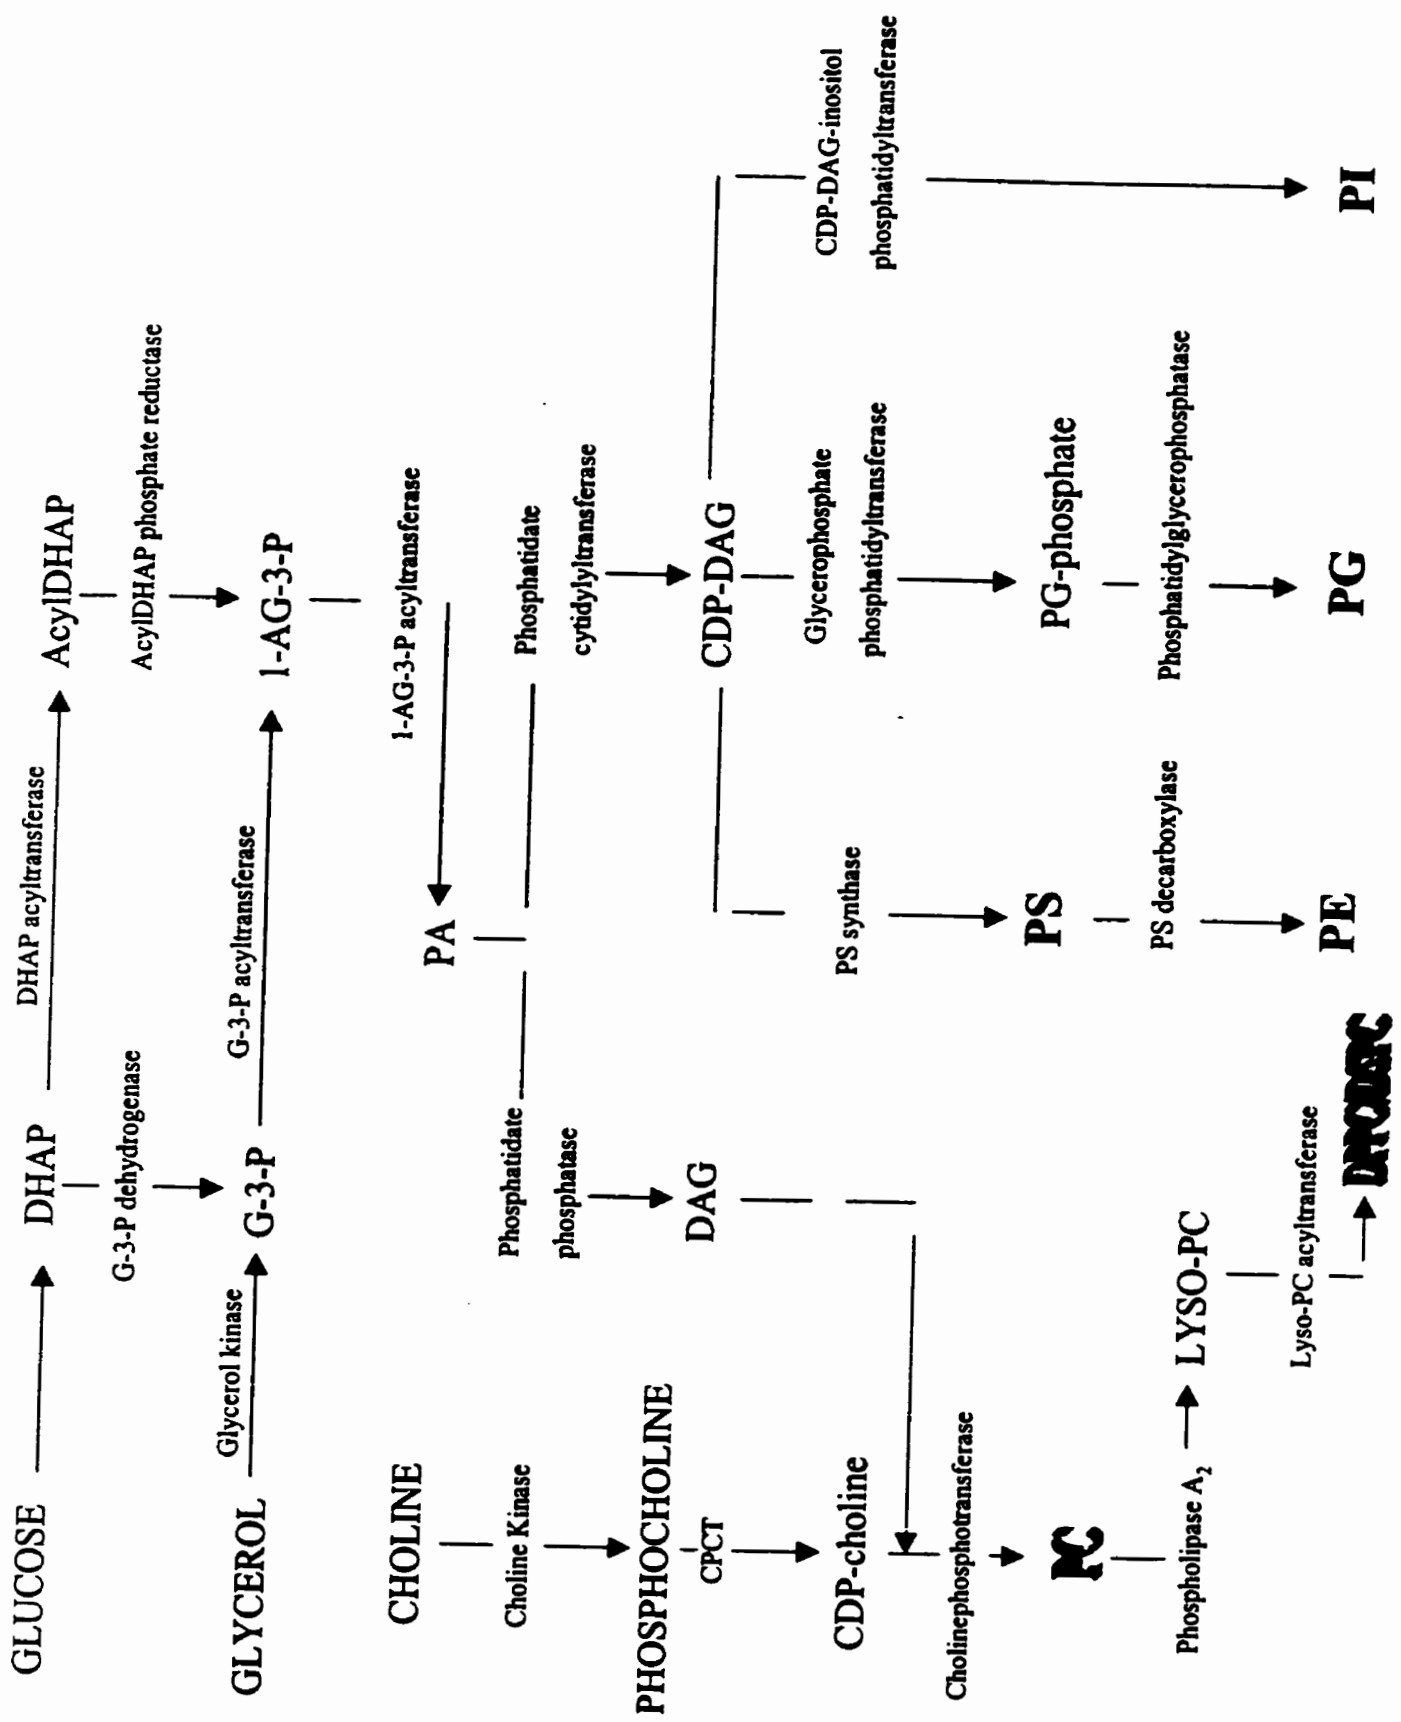 GLUCOSE
DHAP
DHAP acyltransferase
AcylDHAP
G-3-P dehydrogenase
AcylDHAP phosphate reductase
GLYCEROL
Glycerol kinase
G-3-P
G-3-P acyltransferase
1-AG-3-P
1-AG-3-P acyltransferase
CHOLINE
PA
Choline Kinase
Phosphatidate
phosphatase
Phosphatidate
cytidylyltransferase
PHOSPHOCHOLINE
DAG
CDP-DAG
CPCT
CDP-choline
PS synthase
Glycerophosphate
phosphatidyltransferase
CDP-DAG-inositol
phosphatidyltransferase
Cholinephosphotransferase
PC
PS
PG-phosphate
Phospholipase A₂
LYSO-PC
PS decarboxylase
Phosphatidylglycerophosphatase
Lyso-PC acyltransferase
PE
PG
PI